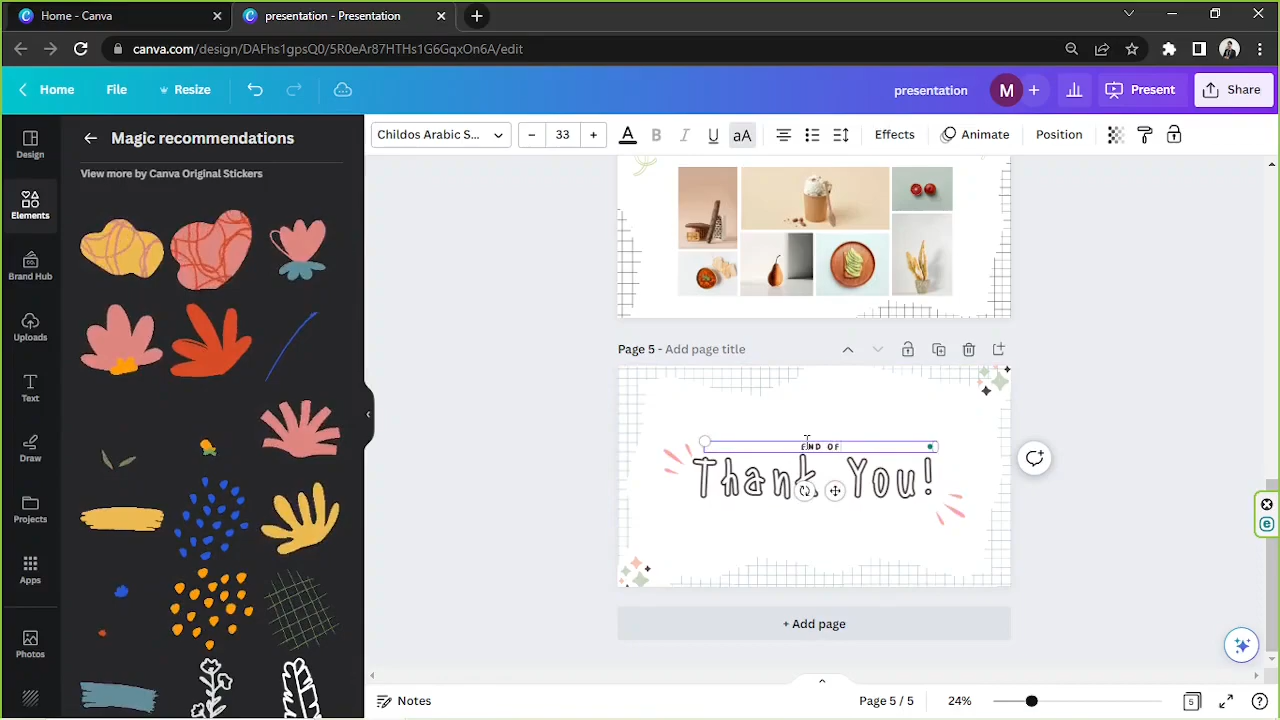 Home - Canva
presentation - Presentation
canva.com/design/DAFhs1gpsQ0/5R0eAr87HTHs1G6GqxOn6A/edit
Home
File
Resize
presentation
M
Present
Share
Design
Elements
Brand Hub
Uploads
Text
Draw
Projects
Apps
Photos
Magic recommendations
View more by Canva Original Stickers
Childos Arabic S...
33
A
B
I
U
aA
Effects
Animate
Position
Page 5 - Add page title
END OF
Thank You!
+ Add page
Notes
Page 5 / 5
24%
5